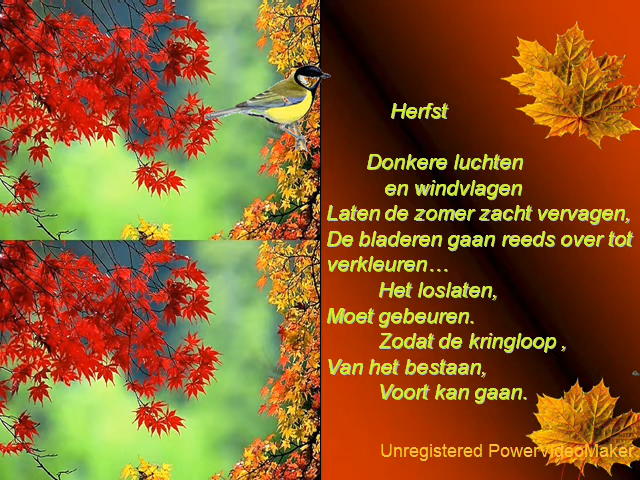 Herfst
Donkere luchten
en windvlagen
Laten de zomer zacht vervagen,
De bladeren gaan reeds over tot
verkleuren…
Het loslaten,
Moet gebeuren.
Zodat de kringloop ,
Van het bestaan,
Voort kan gaan.
Unregistered PowerVideoMaker